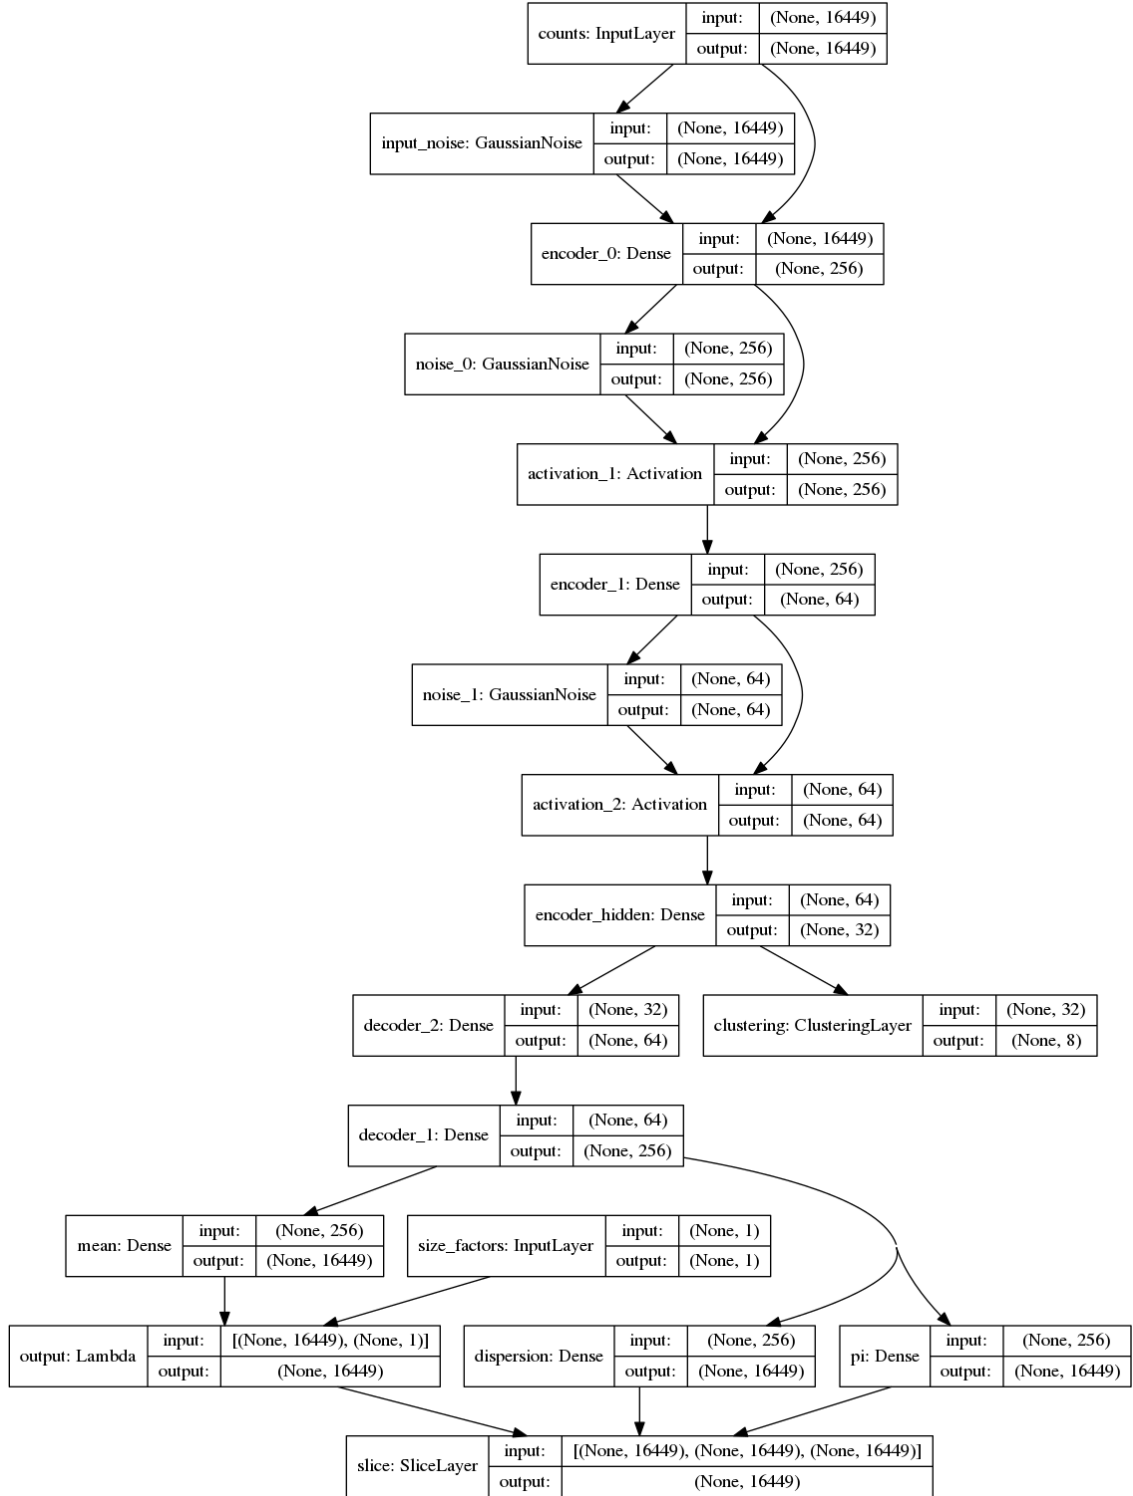 counts: InputLayer
input: (None, 16449)
output: (None, 16449)
input_noise: GaussianNoise
input: (None, 16449)
output: (None, 16449)
encoder_0: Dense
input: (None, 16449)
output: (None, 256)
noise_0: GaussianNoise
input: (None, 256)
output: (None, 256)
activation_1: Activation
input: (None, 256)
output: (None, 256)
encoder_1: Dense
input: (None, 256)
output: (None, 64)
noise_1: GaussianNoise
input: (None, 64)
output: (None, 64)
activation_2: Activation
input: (None, 64)
output: (None, 64)
encoder_hidden: Dense
input: (None, 64)
output: (None, 32)
decoder_2: Dense
input: (None, 32)
output: (None, 64)
clustering: ClusteringLayer
input: (None, 32)
output: (None, 8)
decoder_1: Dense
input: (None, 64)
output: (None, 256)
mean: Dense
input: (None, 256)
output: (None, 16449)
size_factors: InputLayer
input: (None, 1)
output: (None, 1)
output: Lambda
input: [(None, 16449), (None, 1)]
output: (None, 16449)
dispersion: Dense
input: (None, 256)
output: (None, 16449)
pi: Dense
input: (None, 256)
output: (None, 16449)
slice: SliceLayer
input: [(None, 16449), (None, 16449), (None, 16449)]
output: (None, 16449)